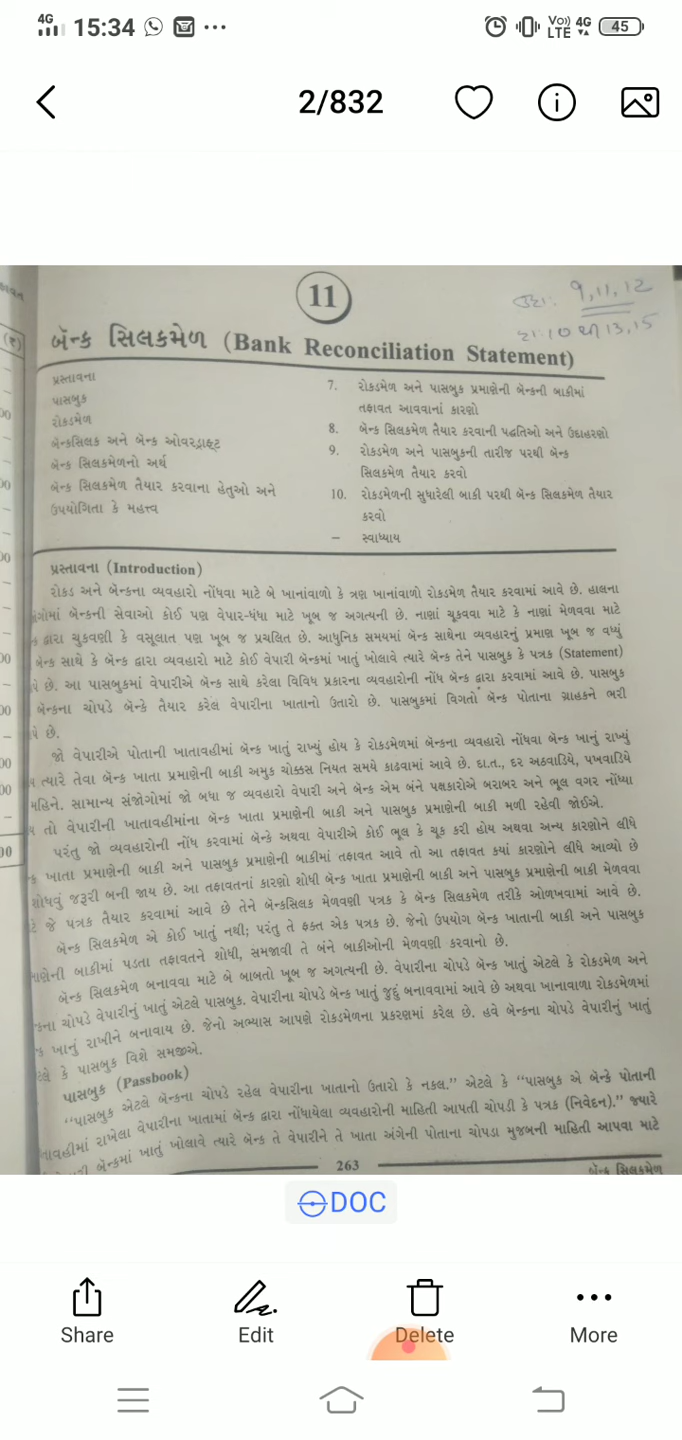 4G 15:34 Vo)) LTE 4G 45
2/832
11
9,11,12
10 થી 13,15
બૅન્ક સિલકમેળ (Bank Reconciliation Statement)
પ્રસ્તાવના
પાસબુક
રોકડમેળ
બૅન્કસિલક અને બૅન્ક ઓવરડ્રાફ્ટ
બૅન્ક સિલકમેળનો અર્થ
બૅન્ક સિલકમેળ તૈયાર કરવાના હેતુઓ અને
ઉપયોગિતા કે મહત્ત્વ
7. રોકડમેળ અને પાસબુક પ્રમાણેની બૅન્કની બાકીમાં
તફાવત આવવાનાં કારણો
8. બૅન્ક સિલકમેળ તૈયાર કરવાની પદ્ધતિઓ અને ઉદાહરણો
9. રોકડમેળ અને પાસબુકની તારીજ પરથી બૅન્ક
સિલકમેળ તૈયાર કરવો
10. રોકડમેળની સુધારેલી બાકી પરથી બૅન્ક સિલકમેળ તૈયાર
કરવો
– સ્વાધ્યાય
પ્રસ્તાવના (Introduction)
રોકડ અને બૅન્કના વ્યવહારો નોંધવા માટે બે ખાનાંવાળો કે ત્રણ ખાનાંવાળો રોકડમેળ તૈયાર કરવામાં આવે છે. હાલના
બૅન્કની સેવાઓ કોઈ પણ વેપાર-ધંધા માટે ખૂબ જ અગત્યની છે. નાણાં ચૂકવવા માટે કે નાણાં મેળવવા માટે
દ્વારા ચુકવણી કે વસૂલાત પણ ખૂબ જ પ્રચલિત છે. આધુનિક સમયમાં બૅન્ક સાથેના વ્યવહારનું પ્રમાણ ખૂબ જ વધ્યું
બૅન્ક સાથે કે બૅન્ક દ્વારા વ્યવહારો માટે કોઈ વેપારી બૅન્કમાં ખાતું ખોલાવે ત્યારે બૅન્ક તેને પાસબુક કે પત્રક (Statement)
છે. આ પાસબુકમાં વેપારીએ બૅન્ક સાથે કરેલા વિવિધ પ્રકારના વ્યવહારોની નોંધ બૅન્ક દ્વારા કરવામાં આવે છે. પાસબુક
બૅન્કના ચોપડે બૅન્કે તૈયાર કરેલ વેપારીના ખાતાનો ઉતારો છે. પાસબુકમાં વિગતો બૅન્ક પોતાના ગ્રાહકને ભરી
છે.
જો વેપારીએ પોતાની ખાતાવહીમાં બૅન્ક ખાતું રાખ્યું હોય કે રોકડમેળમાં બૅન્કના વ્યવહારો નોંધવા બૅન્ક ખાનું રાખ્યું
ત્યારે તેવા બૅન્ક ખાતા પ્રમાણેની બાકી અમુક ચોક્કસ નિયત સમયે કાઢવામાં આવે છે. દા.ત., દર અઠવાડિયે, પખવાડિયે
મહિને. સામાન્ય સંજોગોમાં જો બધા જ વ્યવહારો વેપારી અને બૅન્ક એમ બંને પક્ષકારોએ બરાબર અને ભૂલ વગર નોંધ્યા
તો વેપારીની ખાતાવહીમાંના બૅન્ક ખાતા પ્રમાણેની બાકી અને પાસબુક પ્રમાણેની બાકી મળી રહેવી જોઈએ.
પરંતુ જો વ્યવહારોની નોંધ કરવામાં બૅન્કે અથવા વેપારીએ કોઈ ભૂલ કે ચૂક કરી હોય અથવા અન્ય કારણોને લીધે
ખાતા પ્રમાણેની બાકી અને પાસબુક પ્રમાણેની બાકીમાં તફાવત આવે તો આ તફાવત કયાં કારણોને લીધે આવ્યો છે
શોધવું જરૂરી બની જાય છે. આ તફાવતનાં કારણો શોધી બૅન્ક ખાતા પ્રમાણેની બાકી અને પાસબુક પ્રમાણેની બાકી મેળવવા
જે પત્રક તૈયાર કરવામાં આવે છે તેને બૅન્કસિલક મેળવણી પત્રક કે બૅન્ક સિલકમેળ તરીકે ઓળખવામાં આવે છે.
બૅન્ક સિલકમેળ એ કોઈ ખાતું નથી; પરંતુ તે ફક્ત એક પત્રક છે. જેનો ઉપયોગ બૅન્ક ખાતાની બાકી અને પાસબુક
બાકીમાં પડતા તફાવતને શોધી, સમજાવી તે બંને બાકીઓની મેળવણી કરવાનો છે.
બૅન્ક સિલકમેળ બનાવવા માટે બે બાબતો ખૂબ જ અગત્યની છે. વેપારીના ચોપડે બૅન્ક ખાતું એટલે કે રોકડમેળ અને
ચોપડે વેપારીનું ખાતું એટલે પાસબુક. વેપારીના ચોપડે બૅન્ક ખાતું જુદું બનાવવામાં આવે છે અથવા ખાનાવાળા રોકડમેળમાં
ખાનું રાખીને બનાવાય છે. જેનો અભ્યાસ આપણે રોકડમેળના પ્રકરણમાં કરેલ છે. હવે બૅન્કના ચોપડે વેપારીનું ખાતું
કે પાસબુક વિશે સમજીએ.
પાસબુક (Passbook)
“પાસબુક એટલે બૅન્કના ચોપડે રહેલ વેપારીના ખાતાનો ઉતારો કે નકલ.” એટલે કે “પાસબુક એ બૅન્કે પોતાની
રાખેલા વેપારીના ખાતામાં બૅન્ક દ્વારા નોંધાયેલા વ્યવહારોની માહિતી આપતી ચોપડી કે પત્રક (નિવેદન).” જ્યારે
બૅન્કમાં ખાતું ખોલાવે ત્યારે બૅન્ક તે વેપારીને તે ખાતા અંગેની પોતાના ચોપડા મુજબની માહિતી આપવા માટે
263
બૅન્ક સિલકમેળ
DOC
Share Edit Delete More